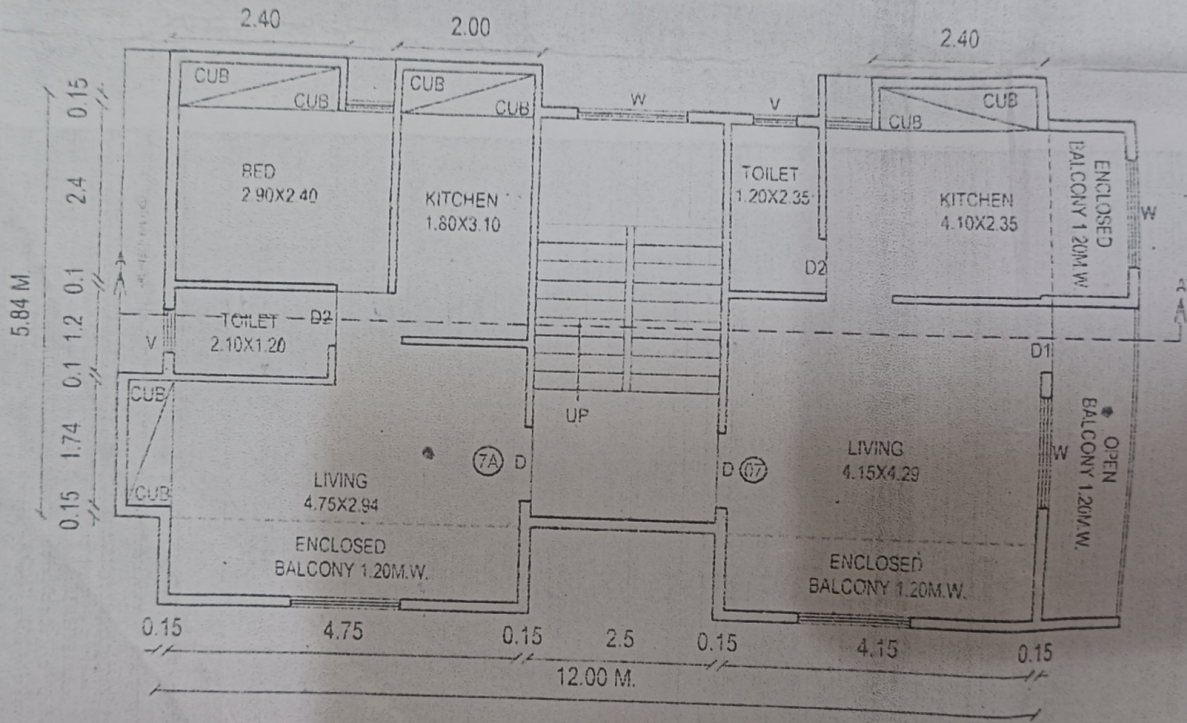 2.40
2.00
2.40
CUB
CUB
CUB
CUB
W
V
CUB
CUB
BED
2.90X2.40
KITCHEN
1.80X3.10
TOILET
1.20X2.35
KITCHEN
4.10X2.35
ENCLOSED
BALCONY 1.20M.W.
W
D2
A
A
TOILET
2.10X1.20
D2
V
D1
UP
CUB
CUB
LIVING
4.75X2.94
7A
D
D
07
LIVING
4.15X4.29
W
OPEN
BALCONY 1.20M.W.
ENCLOSED
BALCONY 1.20M.W.
ENCLOSED
BALCONY 1.20M.W.
5.84 M
0.15
2.4
0.1
1.2
0.1
1.74
0.15
0.15
4.75
0.15
2.5
0.15
4.15
0.15
12.00 M.